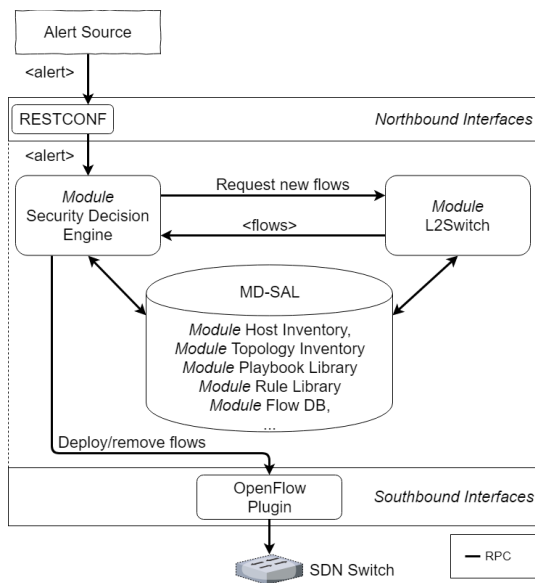 Alert Source
<alert>
RESTCONF
Northbound Interfaces
<alert>
Module
Security Decision
Engine
Request new flows
<flows>
Module
L2Switch
MD-SAL
Module Host Inventory,
Module Topology Inventory
Module Playbook Library
Module Rule Library
Module Flow DB,
...
Deploy/remove flows
OpenFlow
Plugin
Southbound Interfaces
SDN Switch
RPC